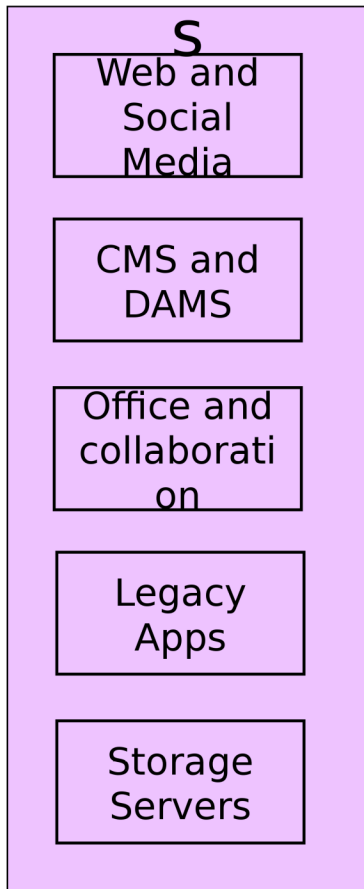 s
Web and
Social
Media
CMS and
DAMS
Office and
collaborati
on
Legacy
Apps
Storage
Servers